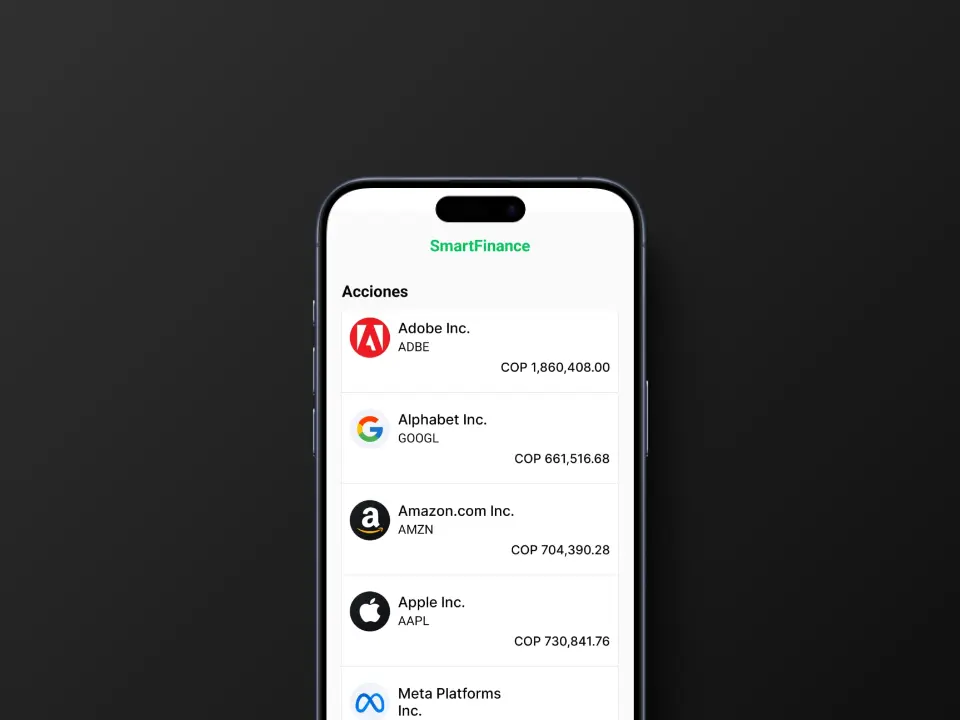 SmartFinance
Acciones
Adobe Inc.
ADBE
COP 1,860,408.00
Alphabet Inc.
GOOGL
COP 661,516.68
Amazon.com Inc.
AMZN
COP 704,390.28
Apple Inc.
AAPL
COP 730,841.76
Meta Platforms
Inc.